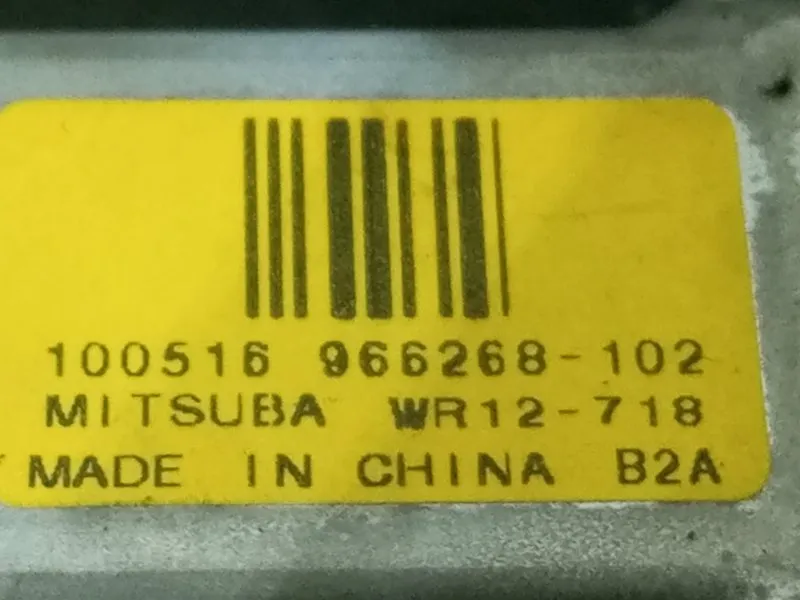 100516 966268-102
MITSUBA WR12-718
MADE IN CHINA B2A